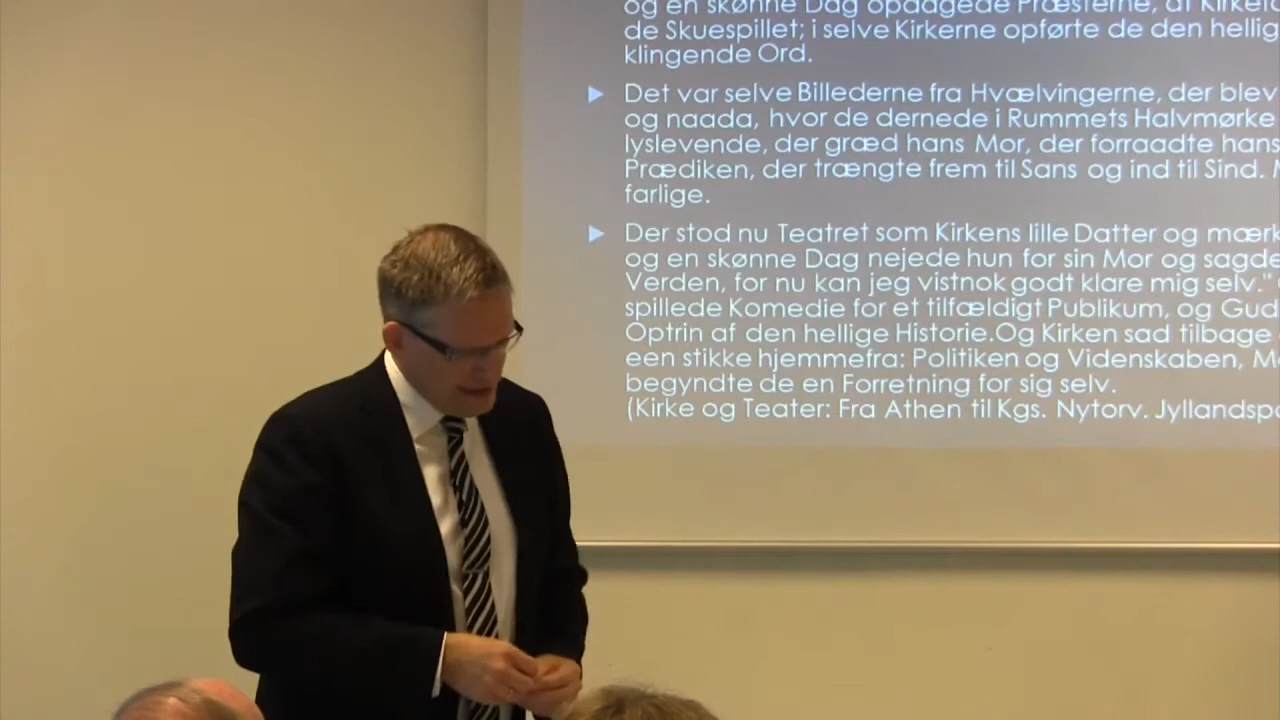 og en skønne Dag opdagede Præsterne, at
de Skuespillet; i selve Kirkerne opførte de den
klingende Ord.
Det var selve Billederne fra Hvælvingerne, der blev
og naada, hvor de dernede i Rummets Halvmørke
lyslevende, der græd hans Mor, der forraadte hans
Prædiken, der trængte frem til Sans og ind til Sind.
farlige.
Der stod nu Teatret som Kirkens lille Datter og
og en skønne Dag nejede hun for sin Mor og sagde
Verden, for nu kan jeg vistnok godt klare mig selv."
spillede Komedie for et tilfældigt Publikum, og Gud
Optrin af den hellige Historie.Og Kirken sad tilbage
een stikke hjemmefra: Politiken og Videnskaben,
begyndte de en Forretning for sig selv.
(Kirke og Teater: Fra Athen til Kgs. Nytorv.